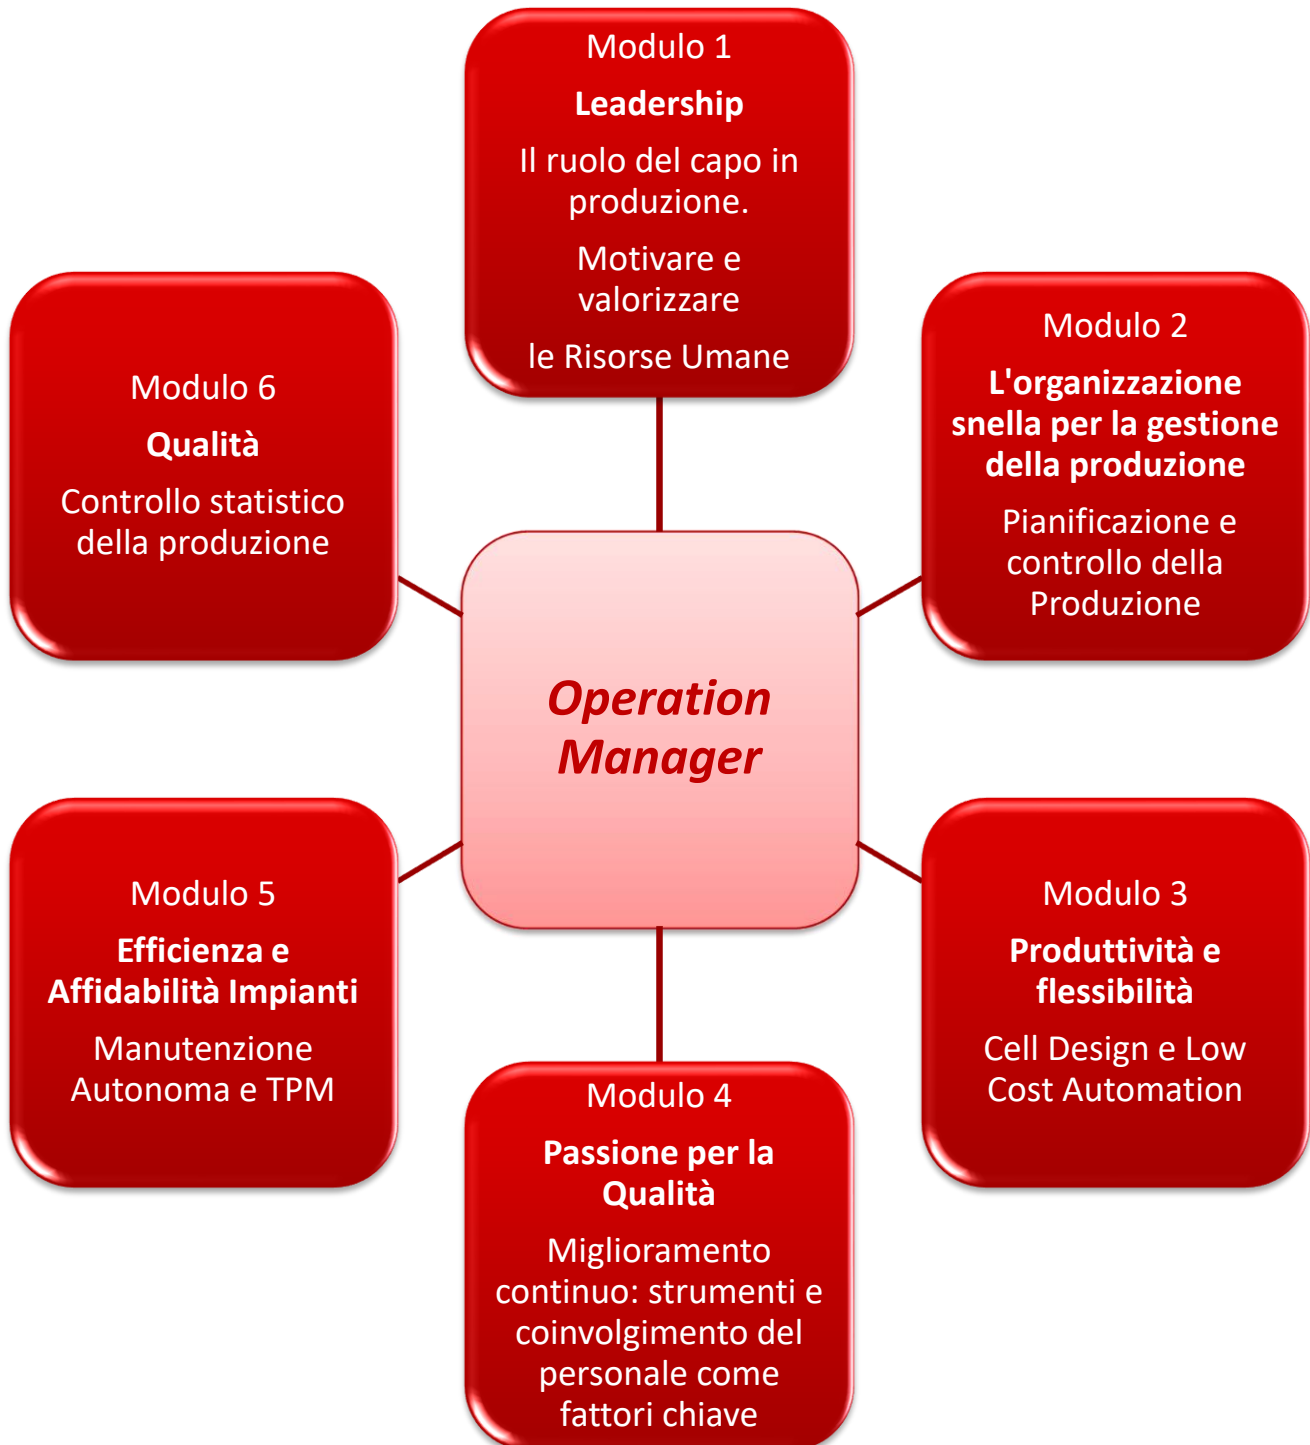 Modulo 1
Leadership
Il ruolo del capo in
produzione.
Motivare e
valorizzare
le Risorse Umane
Modulo 2
L'organizzazione
snella per la gestione
della produzione
Pianificazione e
controllo della
Produzione
Modulo 3
Produttività e
flessibilità
Cell Design e Low
Cost Automation
Modulo 4
Passione per la
Qualità
Miglioramento
continuo: strumenti e
coinvolgimento del
personale come
fattori chiave
Modulo 5
Efficienza e
Affidabilità Impianti
Manutenzione
Autonoma e TPM
Modulo 6
Qualità
Controllo statistico
della produzione
Operation
Manager